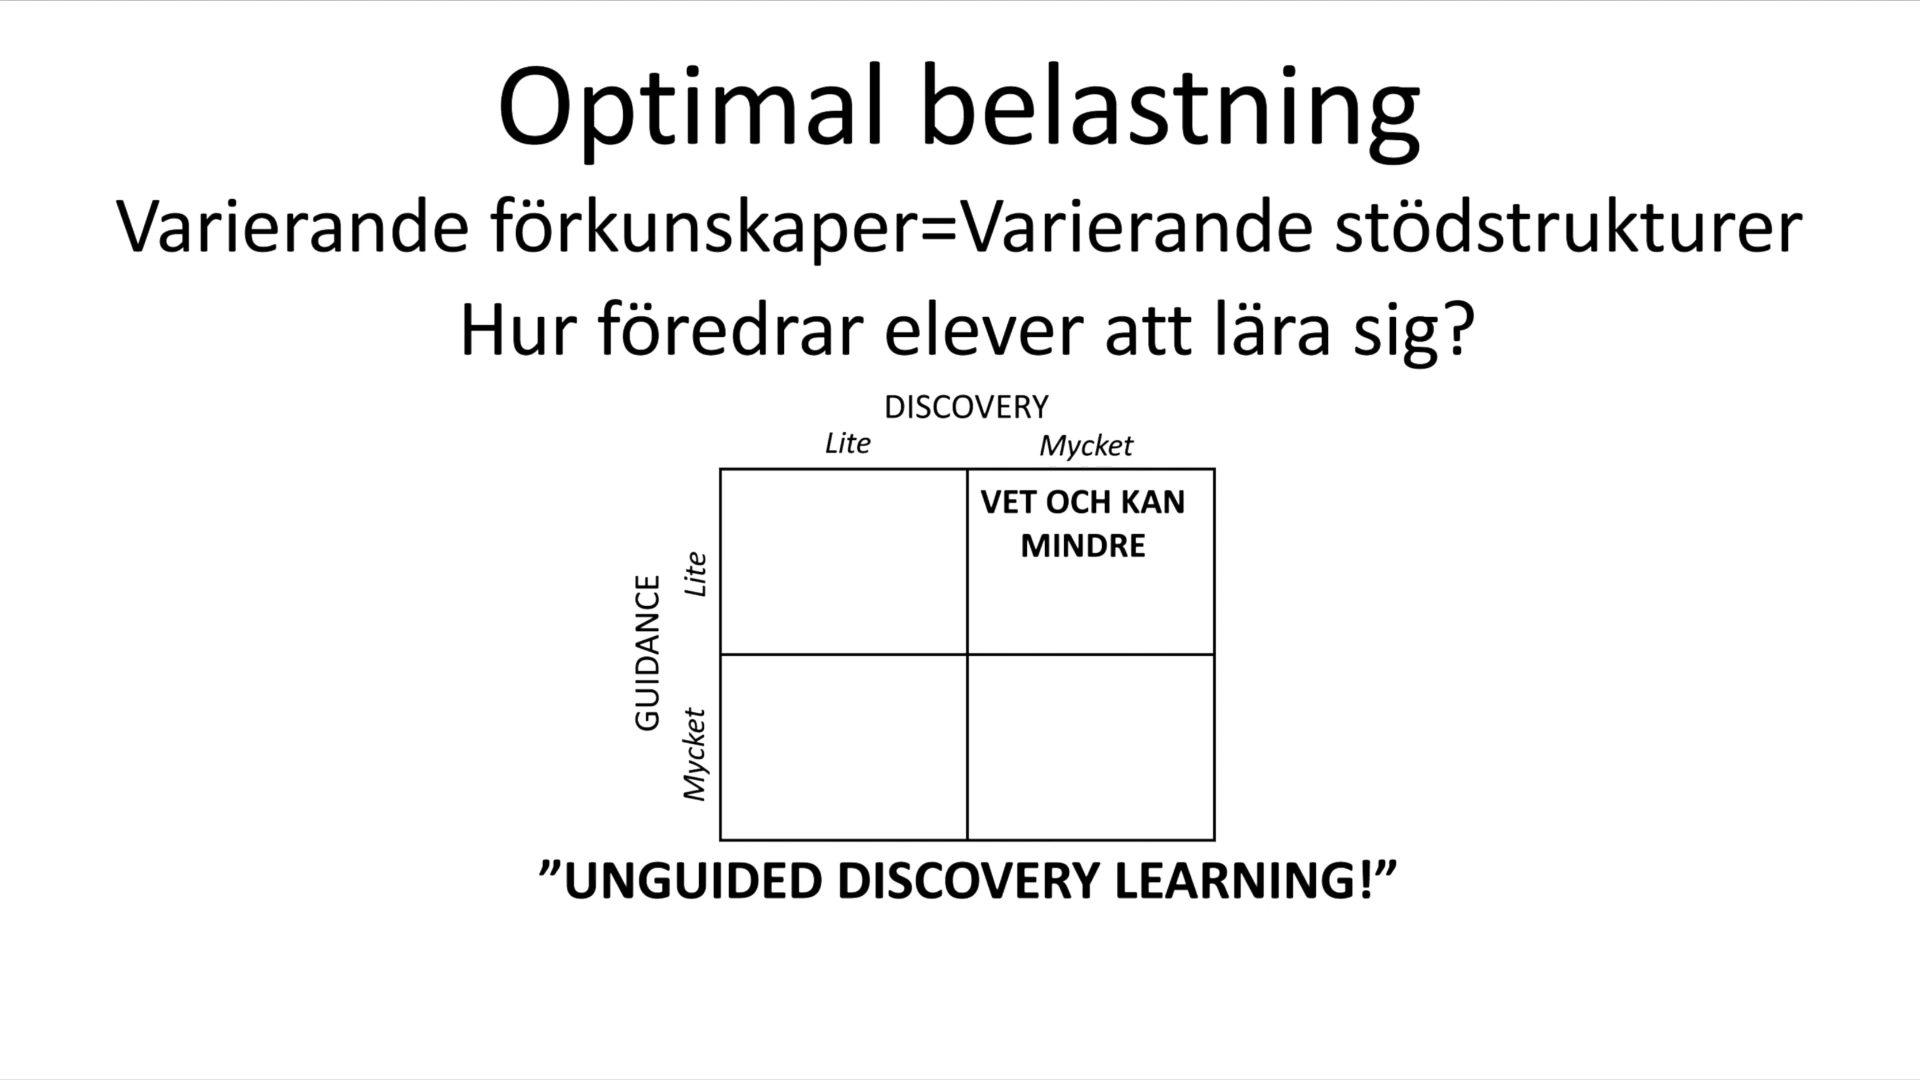 Optimal belastning
Varierande förkunskaper=Varierande stödstrukturer
Hur föredrar elever att lära sig?
DISCOVERY
Lite Mycket
VET OCH KAN
MINDRE
GUIDANCE
Lite
Mycket
”UNGUIDED DISCOVERY LEARNING!”